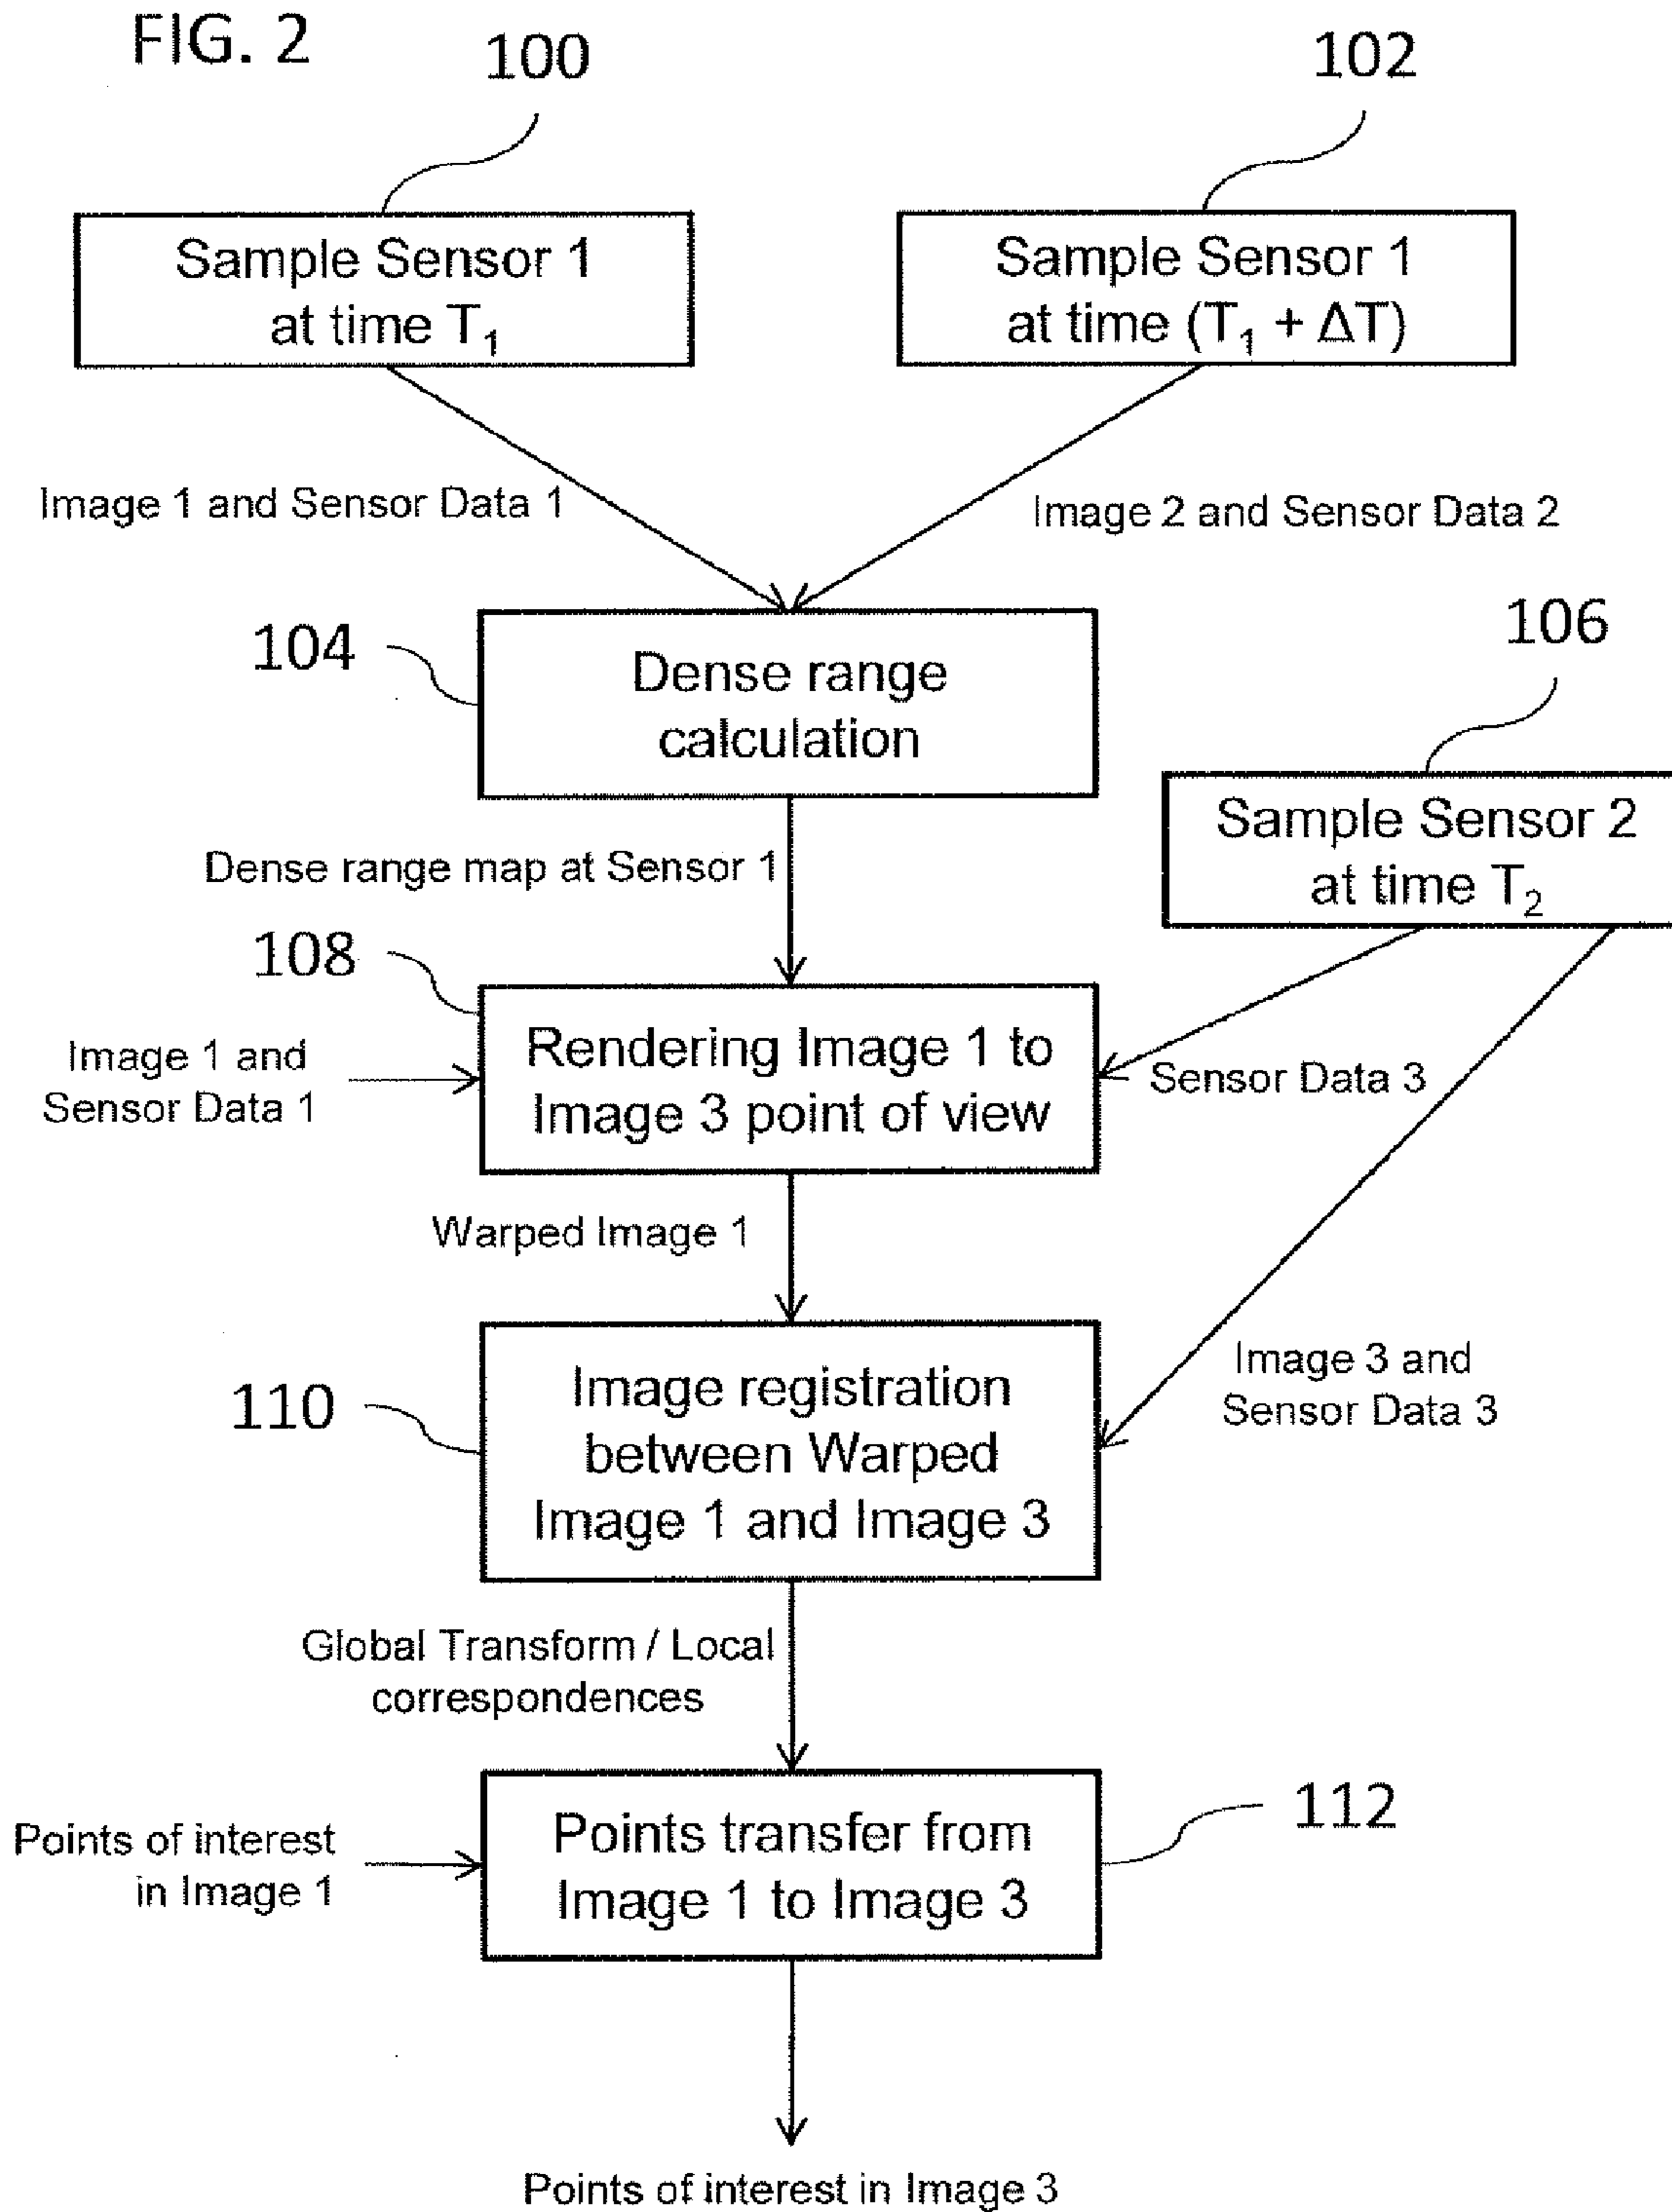 FIG. 2
100
102
Sample Sensor 1
at time T₁
Sample Sensor 1
at time (T₁ + ΔT)
Image 1 and Sensor Data 1
Image 2 and Sensor Data 2
104
Dense range
calculation
106
Sample Sensor 2
at time T₂
Dense range map at Sensor 1
108
Image 1 and
Sensor Data 1
Rendering Image 1 to
Image 3 point of view
Sensor Data 3
Warped Image 1
110
Image registration
between Warped
Image 1 and Image 3
Image 3 and
Sensor Data 3
Global Transform / Local
correspondences
112
Points of interest
in Image 1
Points transfer from
Image 1 to Image 3
Points of interest in Image 3